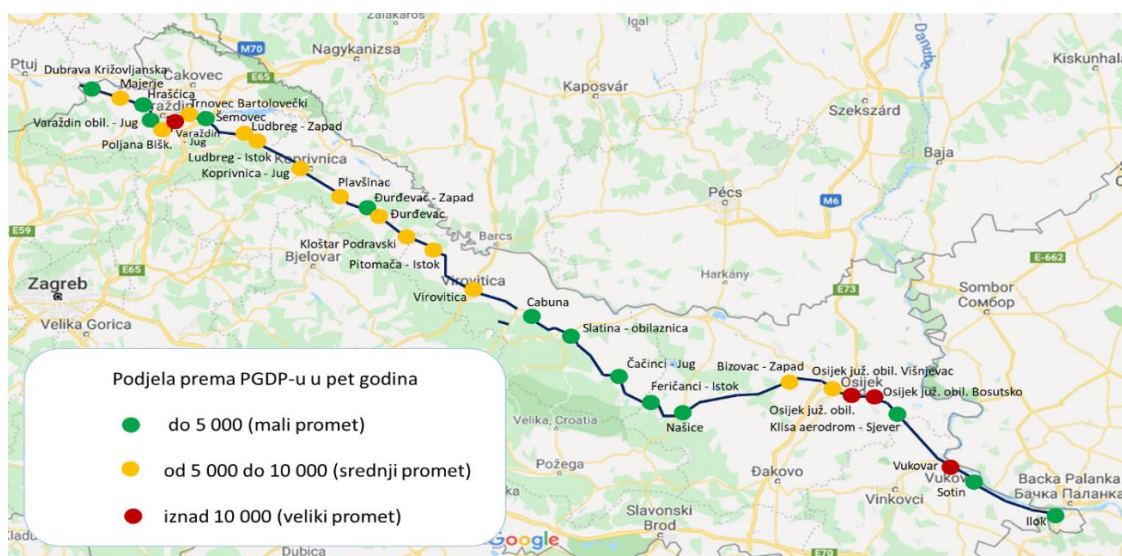 Ptuj
M70
Nagykanizsa
Zalakaros
Igal
Kaposvár
Danube
Kiskunhala
Szekszárd
Baja
Dubrava Križovljanska
Čakovec
E65
Majerje
Hrašćica
Trnovec Bartolovečki
Šemovec
Varaždin obil. - Jug
Varaždin
- Jug
Ludbreg - Zapad
Poljana Bišk.
Ludbreg - Istok
Koprivnica
Koprivnica - Jug
Plavšinac
Đurđevac - Zapad
Đurđevac
Pécs
M6
E59
E65
Kloštar Podravski
Bjelovar
Pitomača - Istok
Barcs
Zagreb
Virovitica
Virovitica
Harkány
E73
E-662
Sombor
Сомбор
Velika Gorica
Cabuna
Slatina - obilaznica
Čačinci - Jug
Bizovac - Zapad
Osijek juž. obil. Višnjevac
Feričanci - Istok
Osijek
Osijek juž. obil. Bosutsko
Osijek juž. obil.
Velika, Croatia
Našice
Klisa aerodrom - Sjever
Požega
Đakovo
Vukovar
Vinkovci
Sotin
Backa Palanka
Бачка Паланка
Ilok
Slavonski
Brod
E70
Dubica
Google
Podjela prema PGDP-u u pet godina
do 5 000 (mali promet)
od 5 000 do 10 000 (srednji promet)
iznad 10 000 (veliki promet)